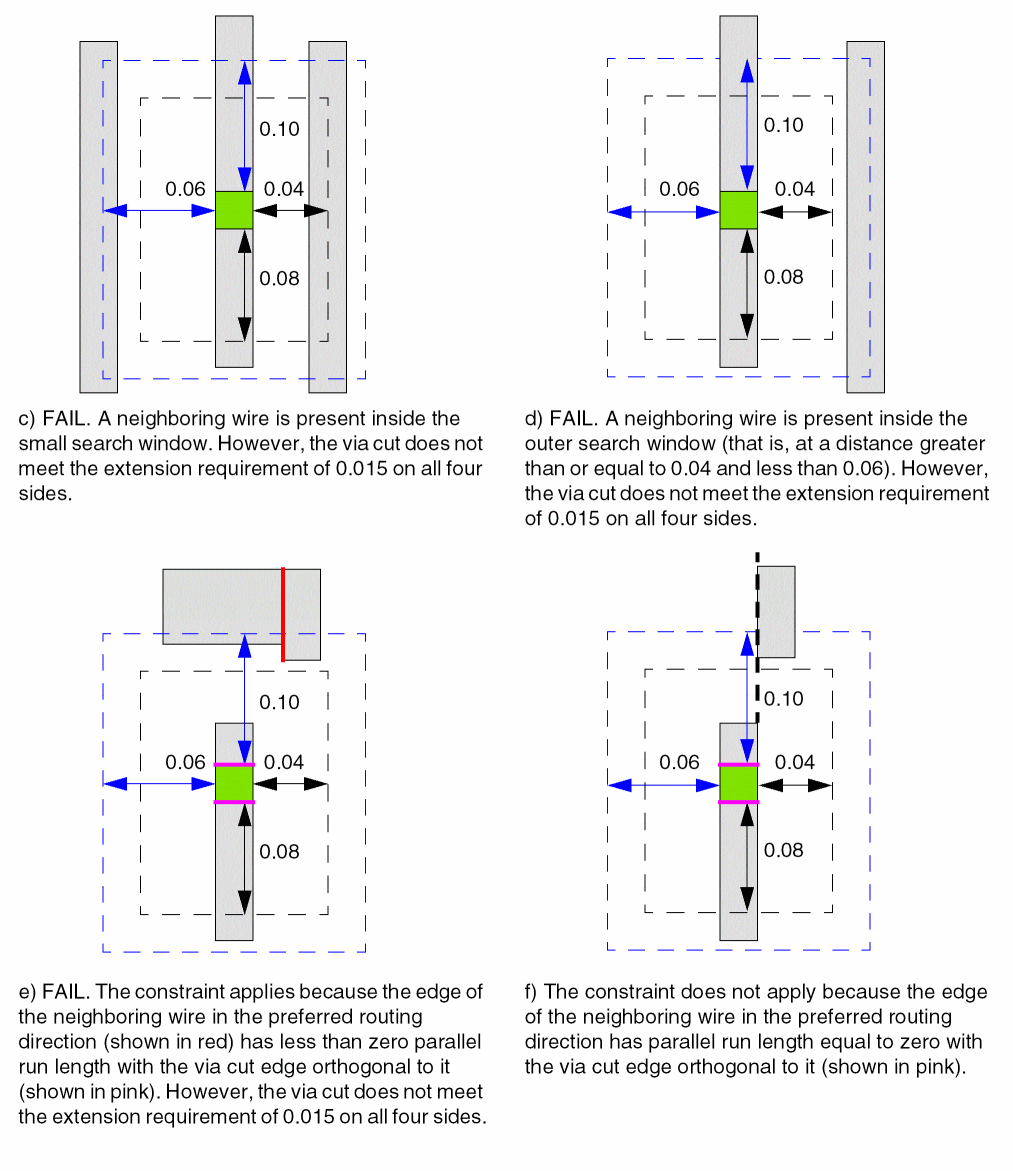 0.10
0.06
0.04
0.08
0.10
0.06
0.04
0.08
c) FAIL. A neighboring wire is present inside the
small search window. However, the via cut does not
meet the extension requirement of 0.015 on all four
sides.
d) FAIL. A neighboring wire is present inside the
outer search window (that is, at a distance greater
than or equal to 0.04 and less than 0.06). However,
the via cut does not meet the extension requirement
of 0.015 on all four sides.
0.10
0.06
0.04
0.08
0.10
0.06
0.04
0.08
e) FAIL. The constraint applies because the edge of
the neighboring wire in the preferred routing
direction (shown in red) has less than zero parallel
run length with the via cut edge orthogonal to it
(shown in pink). However, the via cut does not meet
the extension requirement of 0.015 on all four sides.
f) The constraint does not apply because the edge
of the neighboring wire in the preferred routing
direction has parallel run length equal to zero with
the via cut edge orthogonal to it (shown in pink).